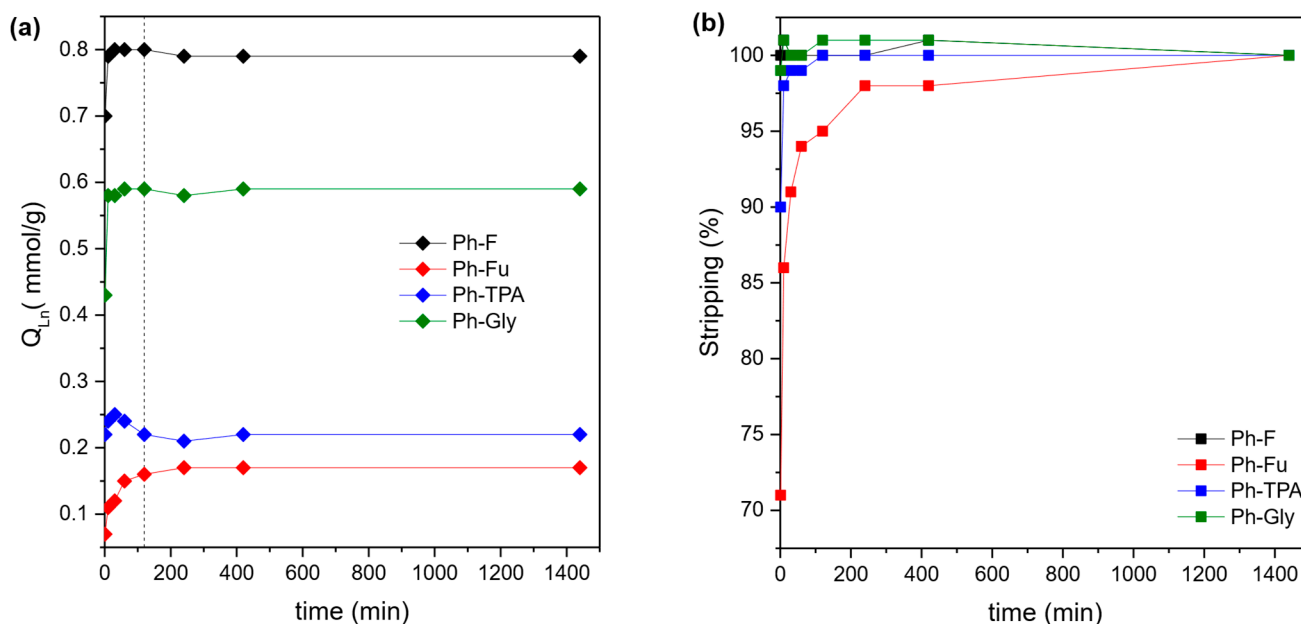 (a)
Q_Ln( mmol/g)
0.8
0.7
0.6
0.5
0.4
0.3
0.2
0.1
Ph-F
Ph-Fu
Ph-TPA
Ph-Gly
0 200 400 600 800 1000 1200 1400
time (min)
(b)
Stripping (%)
100
95
90
85
80
75
70
Ph-F
Ph-Fu
Ph-TPA
Ph-Gly
0 200 400 600 800 1000 1200 1400
time (min)